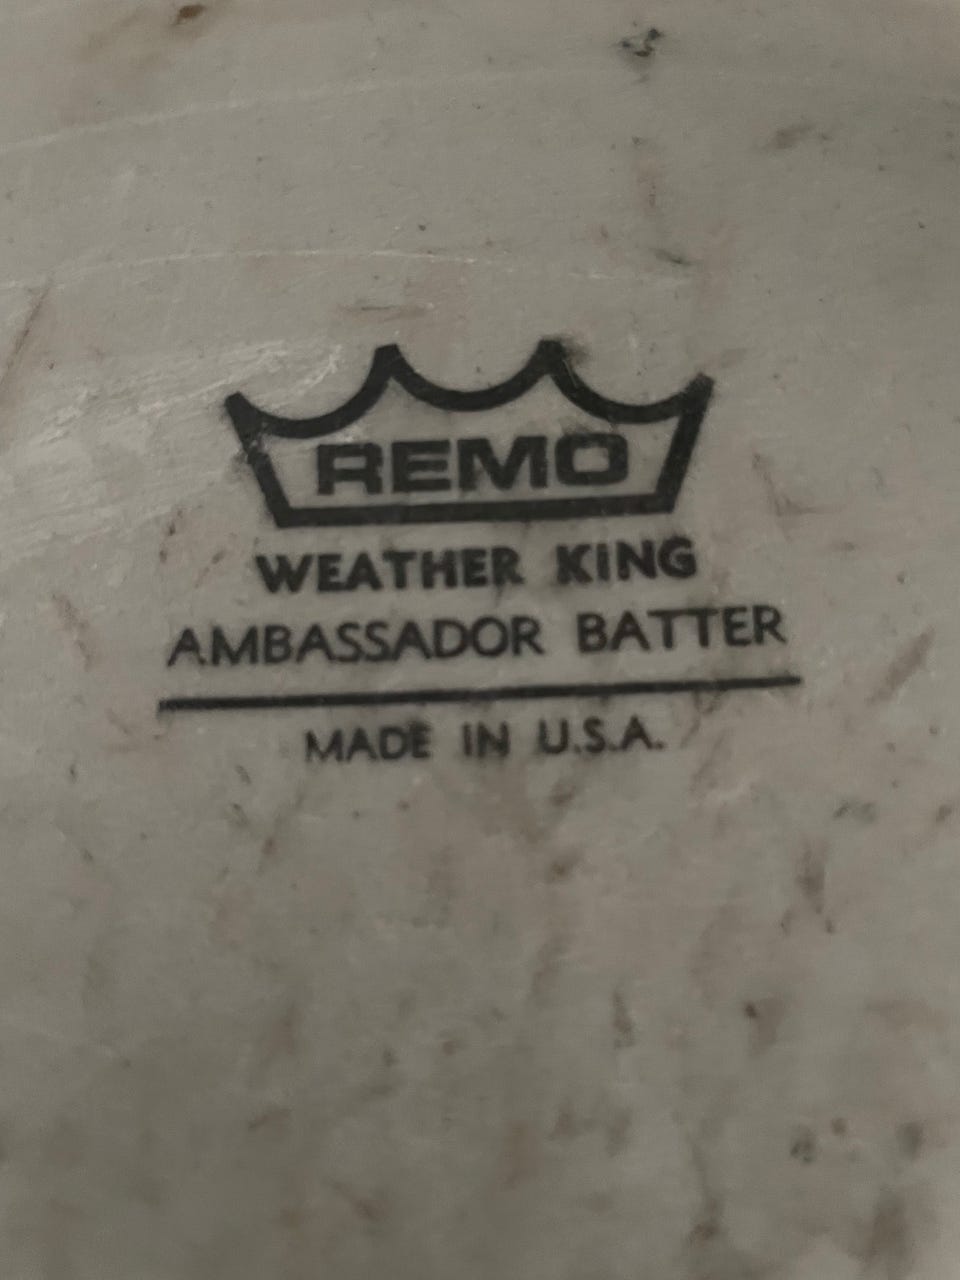 REMO
WEATHER KING
AMBASSADOR BATTER
MADE IN U.S.A.